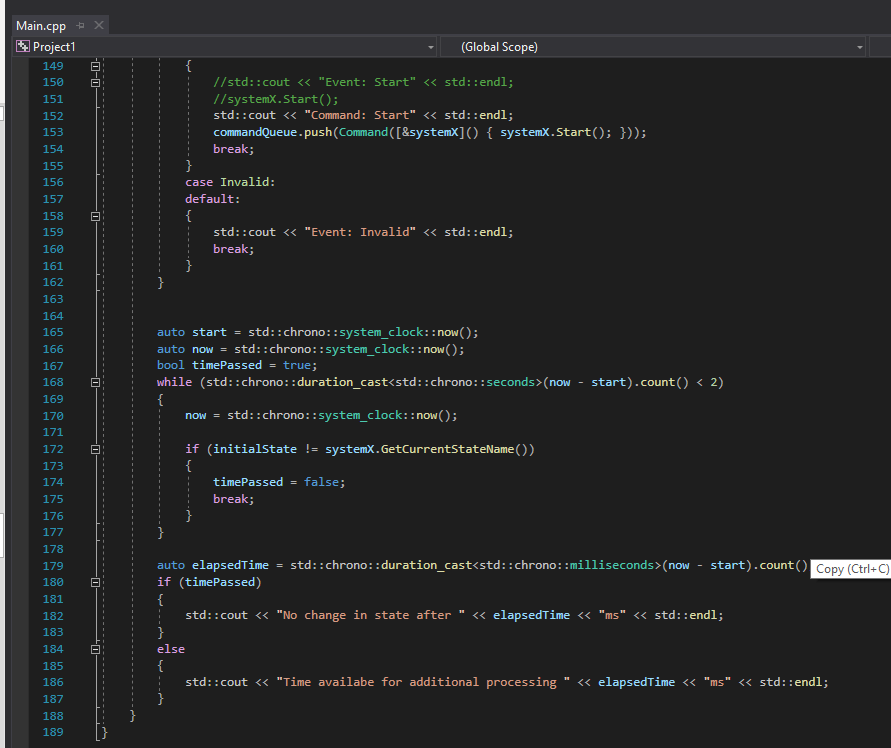 Main.cpp
Project1 (Global Scope)
149 {
150 //std::cout << "Event: Start" << std::endl;
151 //systemX.Start();
152 std::cout << "Command: Start" << std::endl;
153 commandQueue.push(Command([&systemX]() { systemX.Start(); }));
154 break;
155 }
156 case Invalid:
157 default:
158 {
159 std::cout << "Event: Invalid" << std::endl;
160 break;
161 }
162 }
163
164
165 auto start = std::chrono::system_clock::now();
166 auto now = std::chrono::system_clock::now();
167 bool timePassed = true;
168 while (std::chrono::duration_cast<std::chrono::seconds>(now - start).count() < 2)
169 {
170 now = std::chrono::system_clock::now();
171
172 if (initialState != systemX.GetCurrentStateName())
173 {
174 timePassed = false;
175 break;
176 }
177 }
178
179 auto elapsedTime = std::chrono::duration_cast<std::chrono::milliseconds>(now - start).count() Copy (Ctrl+C)
180 if (timePassed)
181 {
182 std::cout << "No change in state after " << elapsedTime << "ms" << std::endl;
183 }
184 else
185 {
186 std::cout << "Time availabe for additional processing " << elapsedTime << "ms" << std::endl;
187 }
188 }
189 }